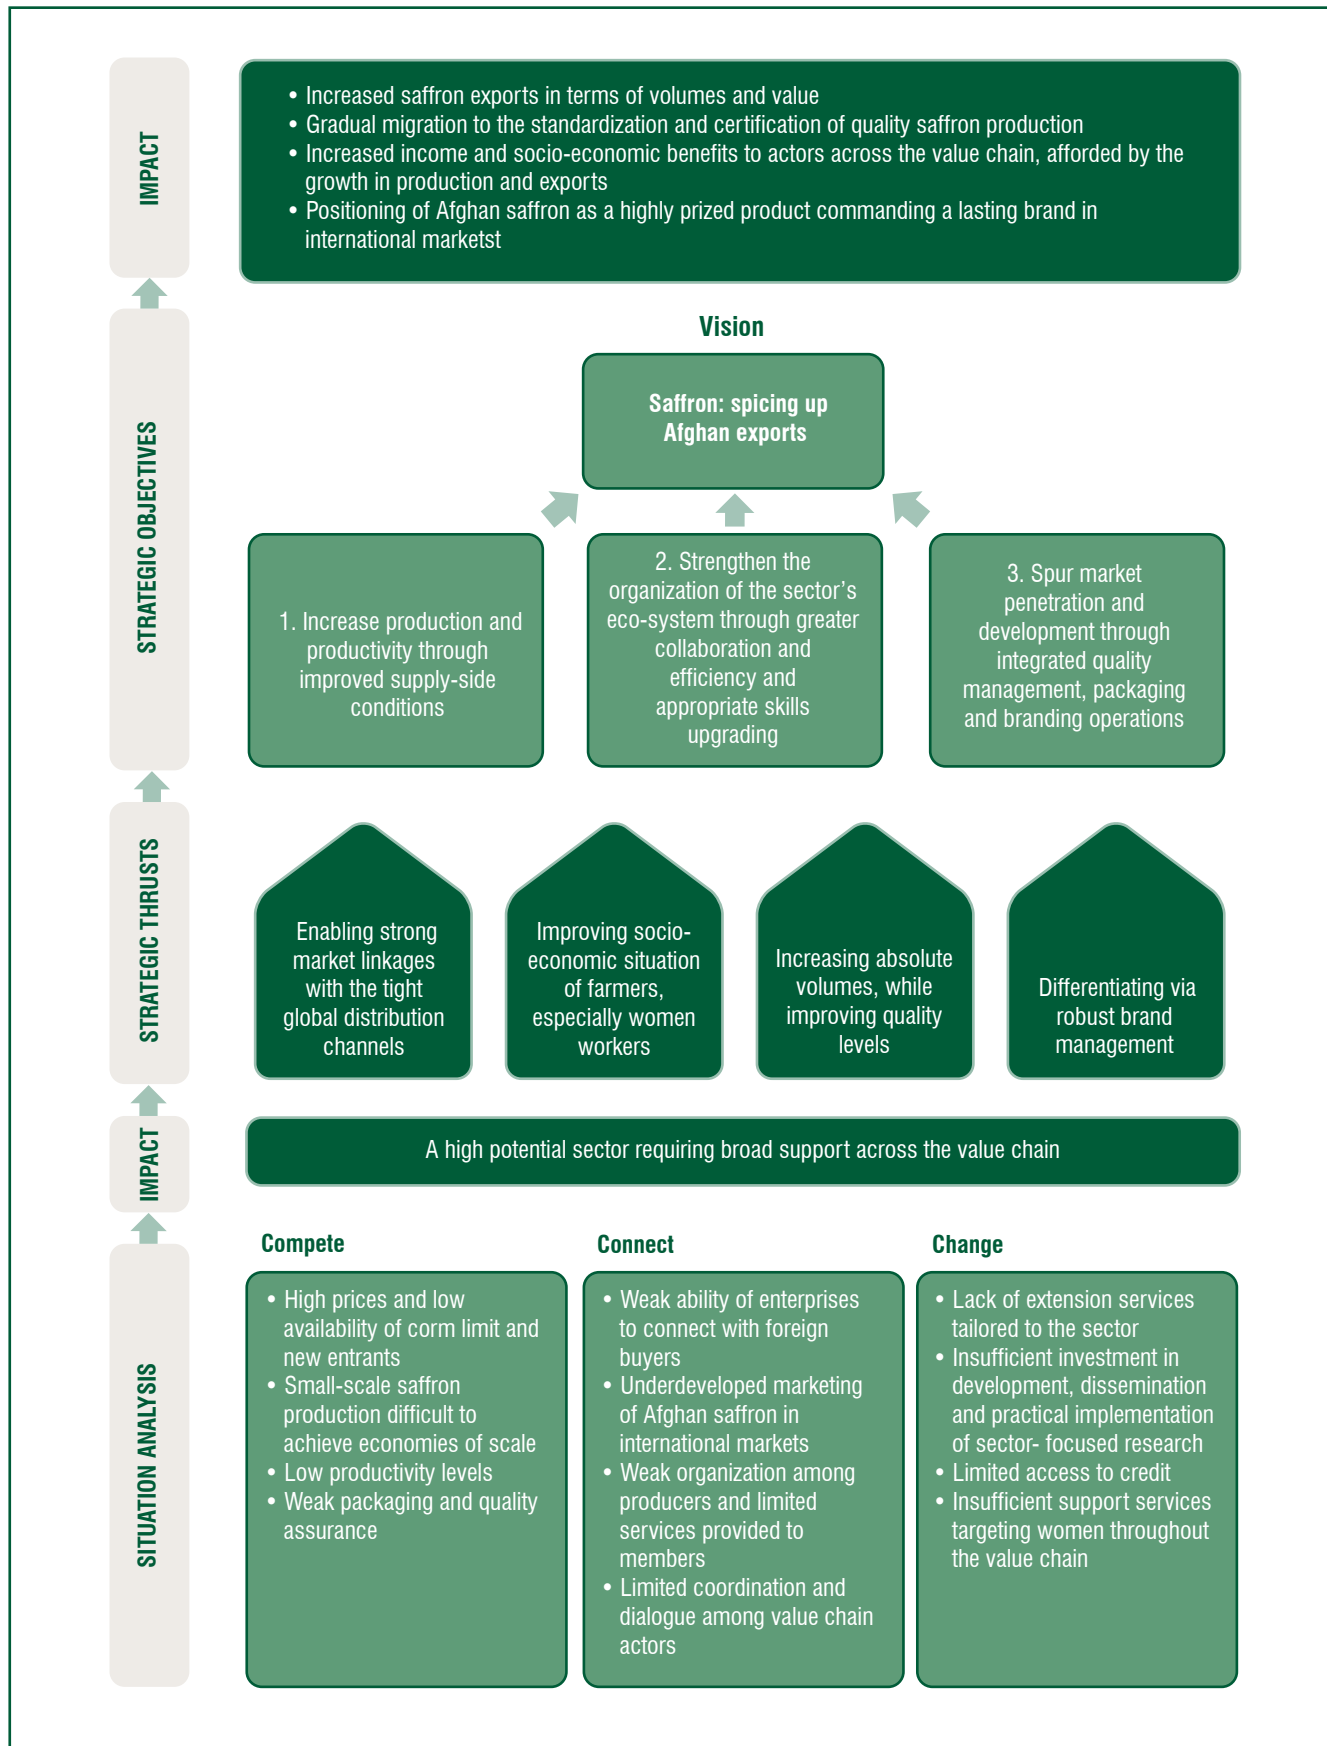 IMPACT
• Increased saffron exports in terms of volumes and value
• Gradual migration to the standardization and certification of quality saffron production
• Increased income and socio-economic benefits to actors across the value chain, afforded by the
growth in production and exports
• Positioning of Afghan saffron as a highly prized product commanding a lasting brand in
international marketst
STRATEGIC OBJECTIVES
Vision
Saffron: spicing up
Afghan exports
1. Increase production and
productivity through
improved supply-side
conditions
2. Strengthen the
organization of the sector's
eco-system through greater
collaboration and
efficiency and
appropriate skills
upgrading
3. Spur market
penetration and
development through
integrated quality
management, packaging
and branding operations
STRATEGIC THRUSTS
Enabling strong
market linkages
with the tight
global distribution
channels
Improving socio-
economic situation
of farmers,
especially women
workers
Increasing absolute
volumes, while
improving quality
levels
Differentiating via
robust brand
management
IMPACT
A high potential sector requiring broad support across the value chain
SITUATION ANALYSIS
Compete
• High prices and low
availability of corm limit and
new entrants
• Small-scale saffron
production difficult to
achieve economies of scale
• Low productivity levels
• Weak packaging and quality
assurance
Connect
• Weak ability of enterprises
to connect with foreign
buyers
• Underdeveloped marketing
of Afghan saffron in
international markets
• Weak organization among
producers and limited
services provided to
members
• Limited coordination and
dialogue among value chain
actors
Change
• Lack of extension services
tailored to the sector
• Insufficient investment in
development, dissemination
and practical implementation
of sector- focused research
• Limited access to credit
• Insufficient support services
targeting women throughout
the value chain